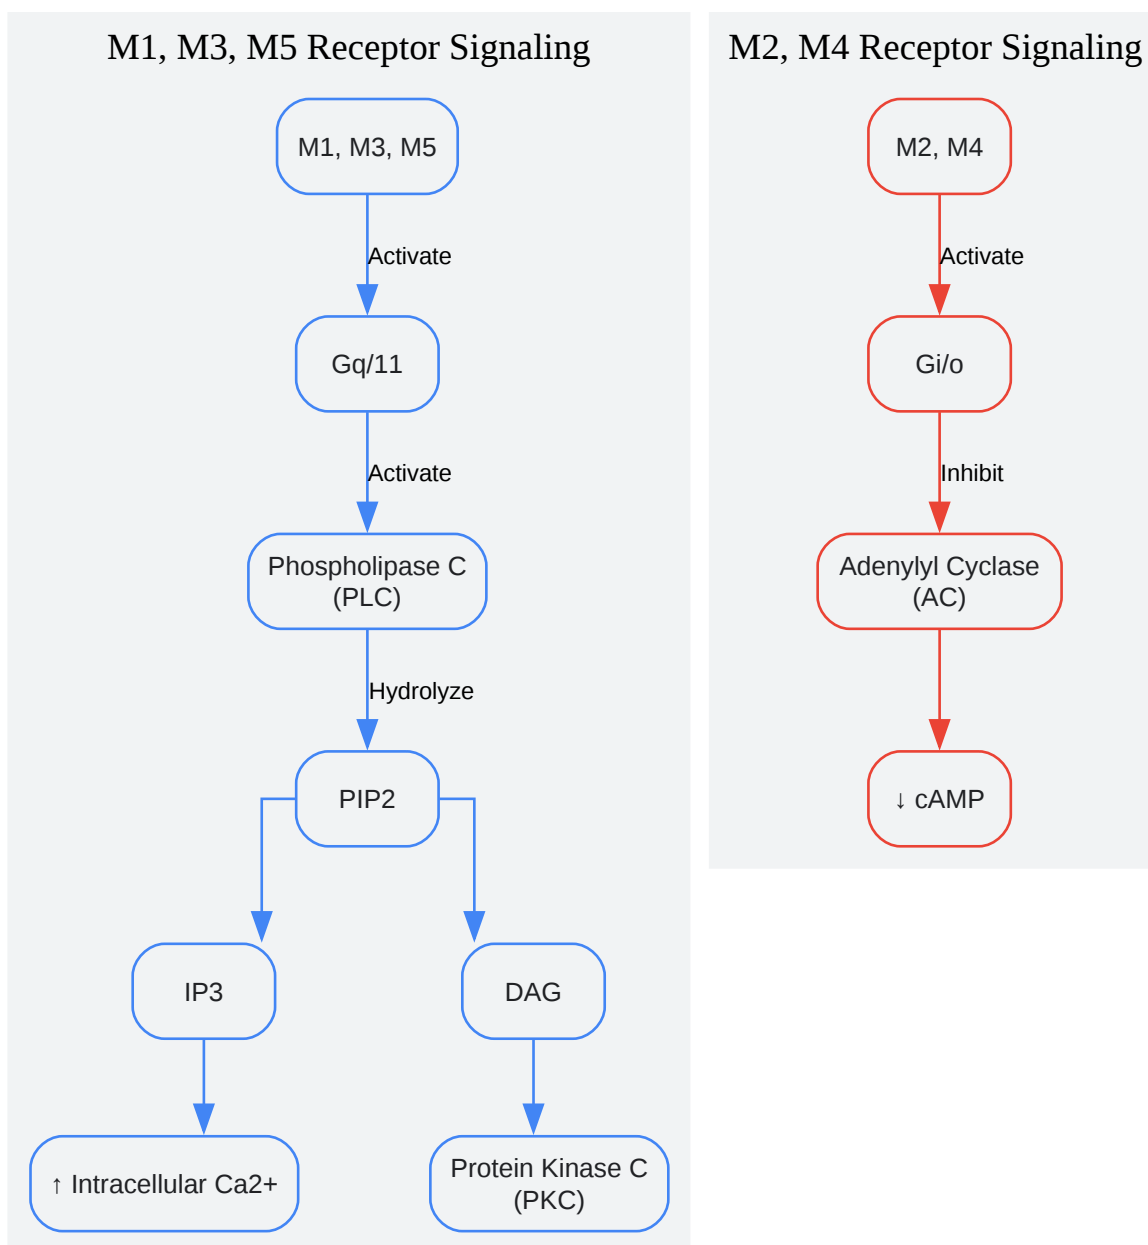 M1, M3, M5 Receptor Signaling
M1, M3, M5
Activate
Gq/11
Activate
Phospholipase C
(PLC)
Hydrolyze
PIP2
IP3
DAG
↑ Intracellular Ca2+
Protein Kinase C
(PKC)
M2, M4 Receptor Signaling
M2, M4
Activate
Gi/o
Inhibit
Adenylyl Cyclase
(AC)
↓ cAMP